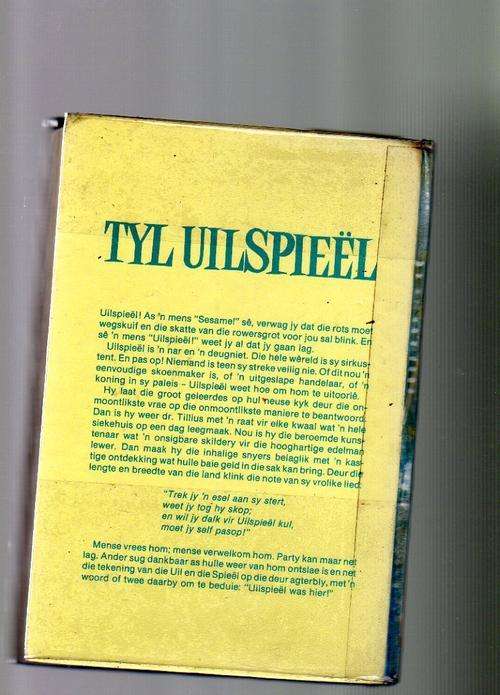 TYL UILSPIEËL
Uilspieël! As 'n mens "Sesame!" sê, verwag jy dat die rots moet
wegskuif en die skatte van die rowersgrot voor jou sal blink. En
sê 'n mens "Uilspieël!" weet jy al dat jy gaan lag.
Uilspieël is 'n nar en 'n deugniet. Die hele wêreld is sy sirkus-
tent. En pas op! Niemand is teen sy streke veilig nie. Of dit nou 'n
eenvoudige skoenmaker is, of 'n uitgeslape handelaar, of 'n
koning in sy paleis – Uilspieël weet hoe om hom te uitoorlê.
Hy laat die groot geleerdes op hul neuse kyk deur die on-
moontlikste vrae op die onmoontlikste maniere te beantwoord.
Dan is hy weer dr. Tillius met 'n raat vir elke kwaal wat 'n hele
siekehuis op een dag leegmaak. Nou is hy die beroemde kuns-
tenaar wat 'n onsigbare skildery vir die hooghartige edelman
lewer. Dan maak hy die inhalige snyers belaglik met 'n kas-
tige ontdekking wat hulle baie geld in die sak kan bring. Deur die
lengte en breedte van die land klink die note van sy vrolike lied:
"Trek jy 'n esel aan sy stert,
weet jy tog hy skop;
en wil jy dalk vir Uilspieël kul,
moet jy self pasop!"
Mense vrees hom; mense verwelkom hom. Party kan maar net
lag. Ander sug dankbaar as hulle weer van hom ontslae is en net
die tekening van die Uil en die Spieël op die deur agterbly, met 'n
woord of twee daarby om te beduie: "Uilspieël was hier!"